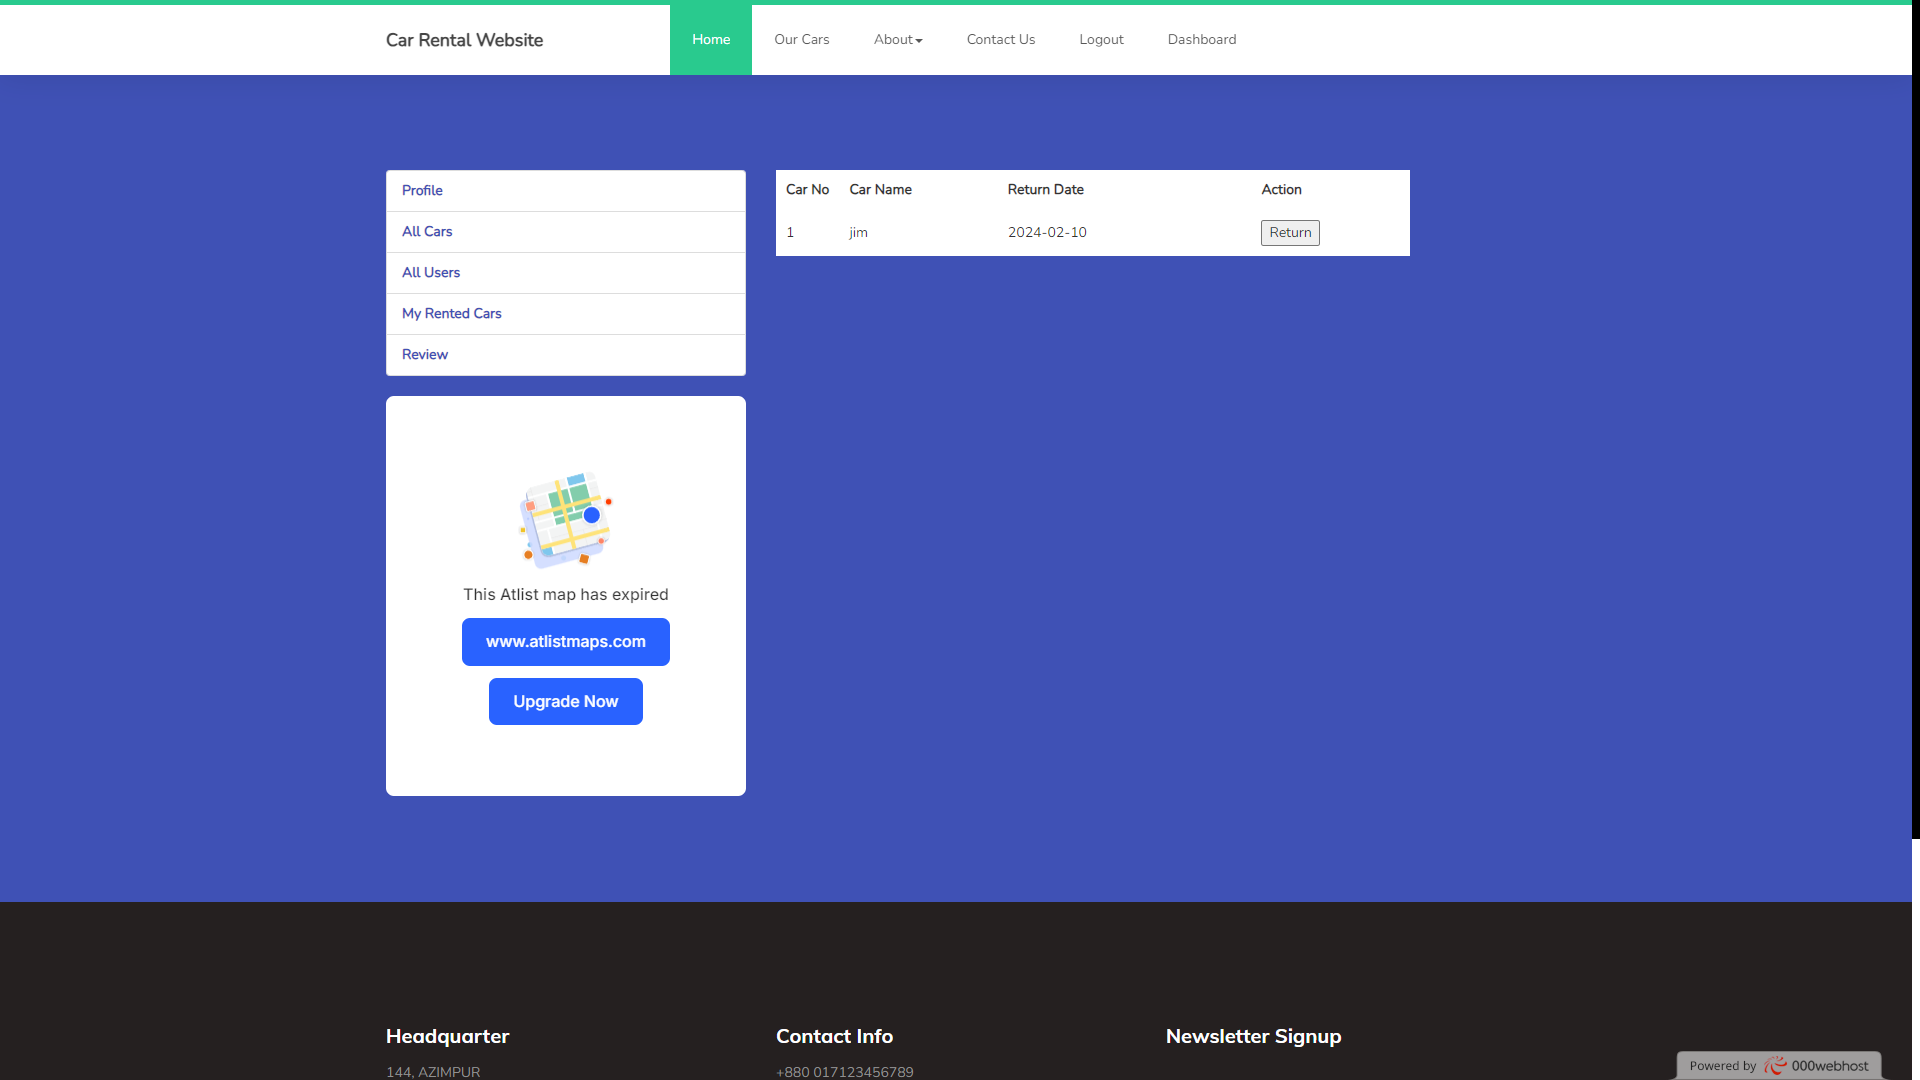 Car Rental Website
Home
Our Cars
About
Contact Us
Logout
Dashboard
Profile
All Cars
All Users
My Rented Cars
Review
Car No Car Name Return Date Action
1 jim 2024-02-10 Return
This Atlist map has expired
www.atlistmaps.com
Upgrade Now
Headquarter
144, AZIMPUR
Contact Info
+880 017123456789
Newsletter Signup
Powered by 000webhost